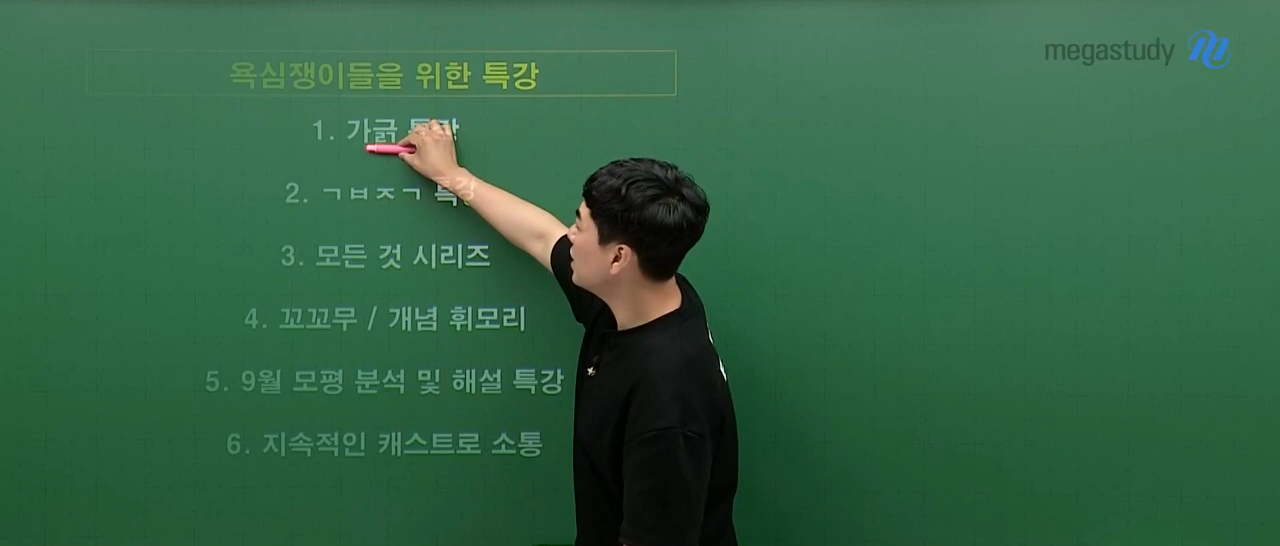 megastudy
욕심쟁이들을 위한 특강
1. 가긁
2. ㄱㅂㅈㄱ
3. 모든 것 시리즈
4. 꼬꼬무 / 개념 휘모리
5. 9월 모평 분석 및 해설 특강
6. 지속적인 캐스트로 소통